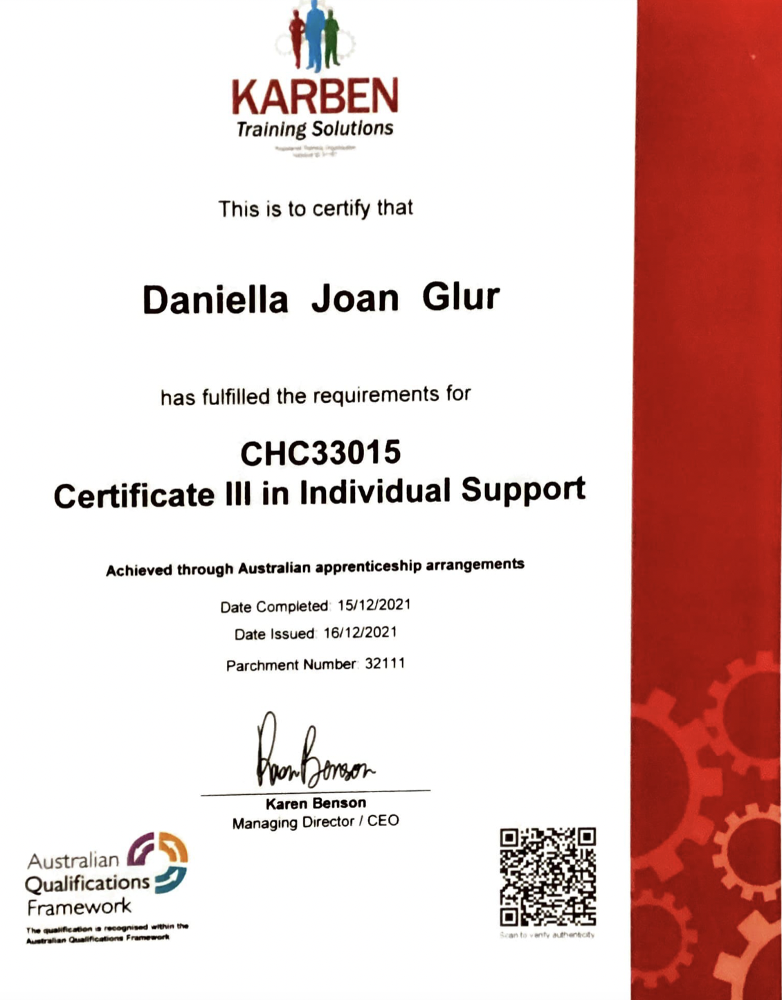 KARBEN
Training Solutions
This is to certify that
Daniella Joan Glur
has fulfilled the requirements for
CHC33015
Certificate III in Individual Support
Achieved through Australian apprenticeship arrangements
Date Completed: 15/12/2021
Date Issued: 16/12/2021
Parchment Number: 32111
Karen Benson
Karen Benson
Managing Director / CEO
Australian
Qualifications
Framework
The qualification is recognised within the
Australian Qualifications Framework
Scan to verify authenticity